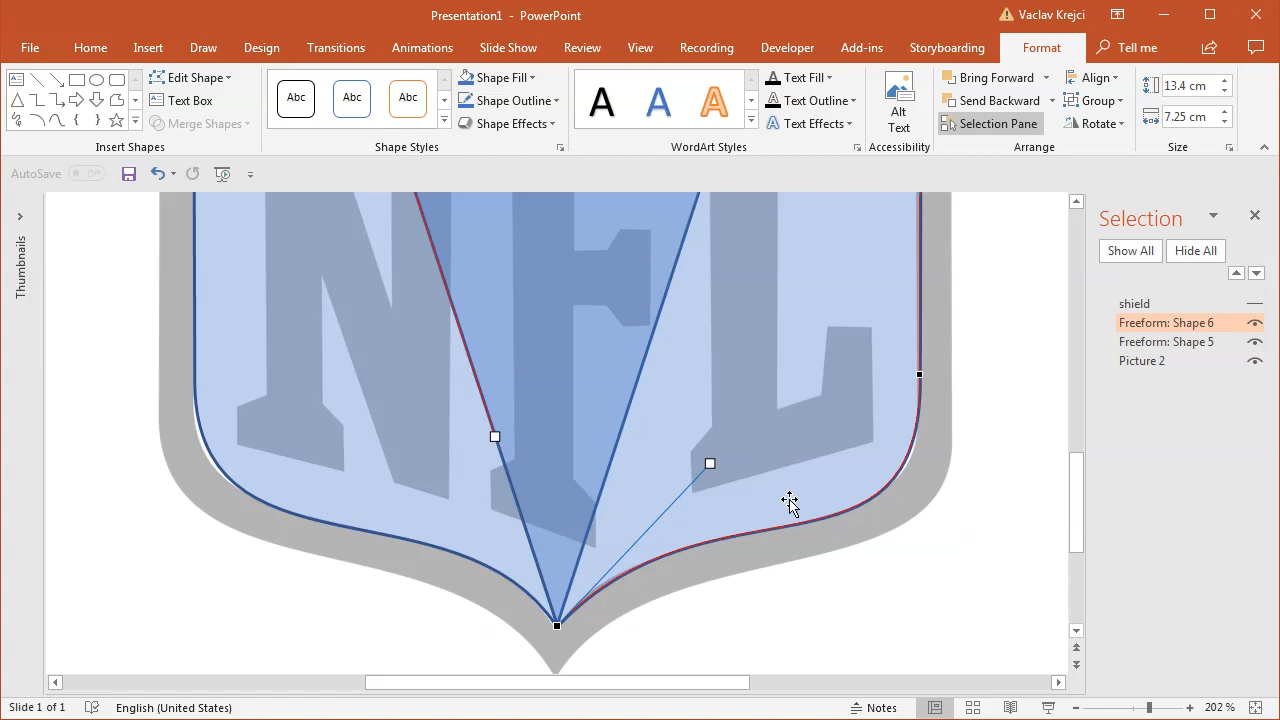 Presentation1 - PowerPoint
Vaclav Krejci
File Home Insert Draw Design Transitions Animations Slide Show Review View Recording Developer Add-ins Storyboarding Format Tell me
Edit Shape
Text Box
Merge Shapes
Insert Shapes
Abc Abc Abc
Shape Fill
Shape Outline
Shape Effects
Shape Styles
A A A
Text Fill
Text Outline
Text Effects
WordArt Styles
Alt
Text
Accessibility
Bring Forward
Send Backward
Selection Pane
Align
Group
Rotate
Arrange
13.4 cm
7.25 cm
Size
AutoSave Off
Thumbnails
NFL
Selection
Show All Hide All
shield
Freeform: Shape 6
Freeform: Shape 5
Picture 2
Slide 1 of 1 English (United States) Notes 202 %